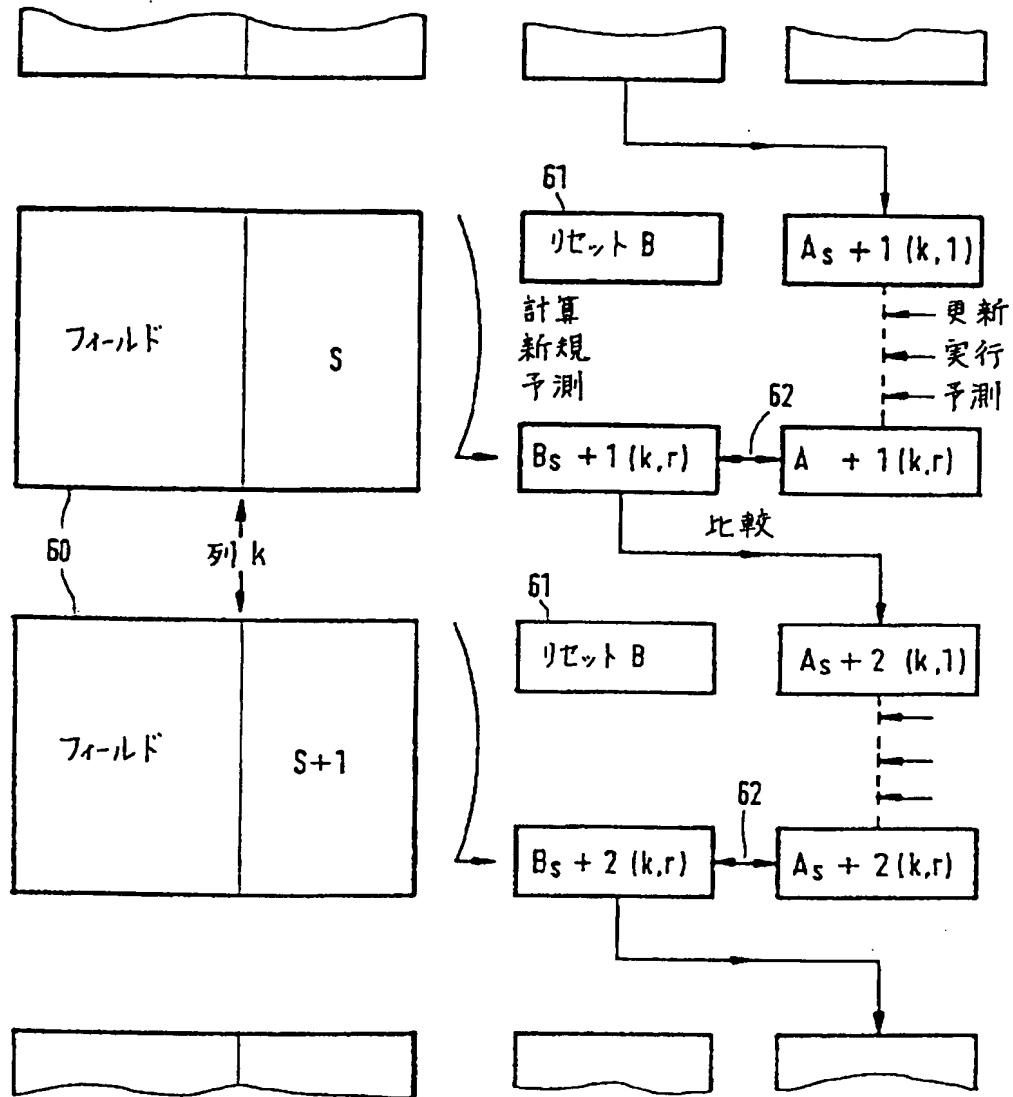 61
リセット B
As + 1 (k,1)
フィールド
S
計算
新規
予測
更新
実行
予測
62
Bs + 1 (k,r)
A + 1 (k,r)
60
列 k
比較
61
リセット B
As + 2 (k,1)
フィールド
S+1
62
Bs + 2 (k,r)
As + 2 (k,r)